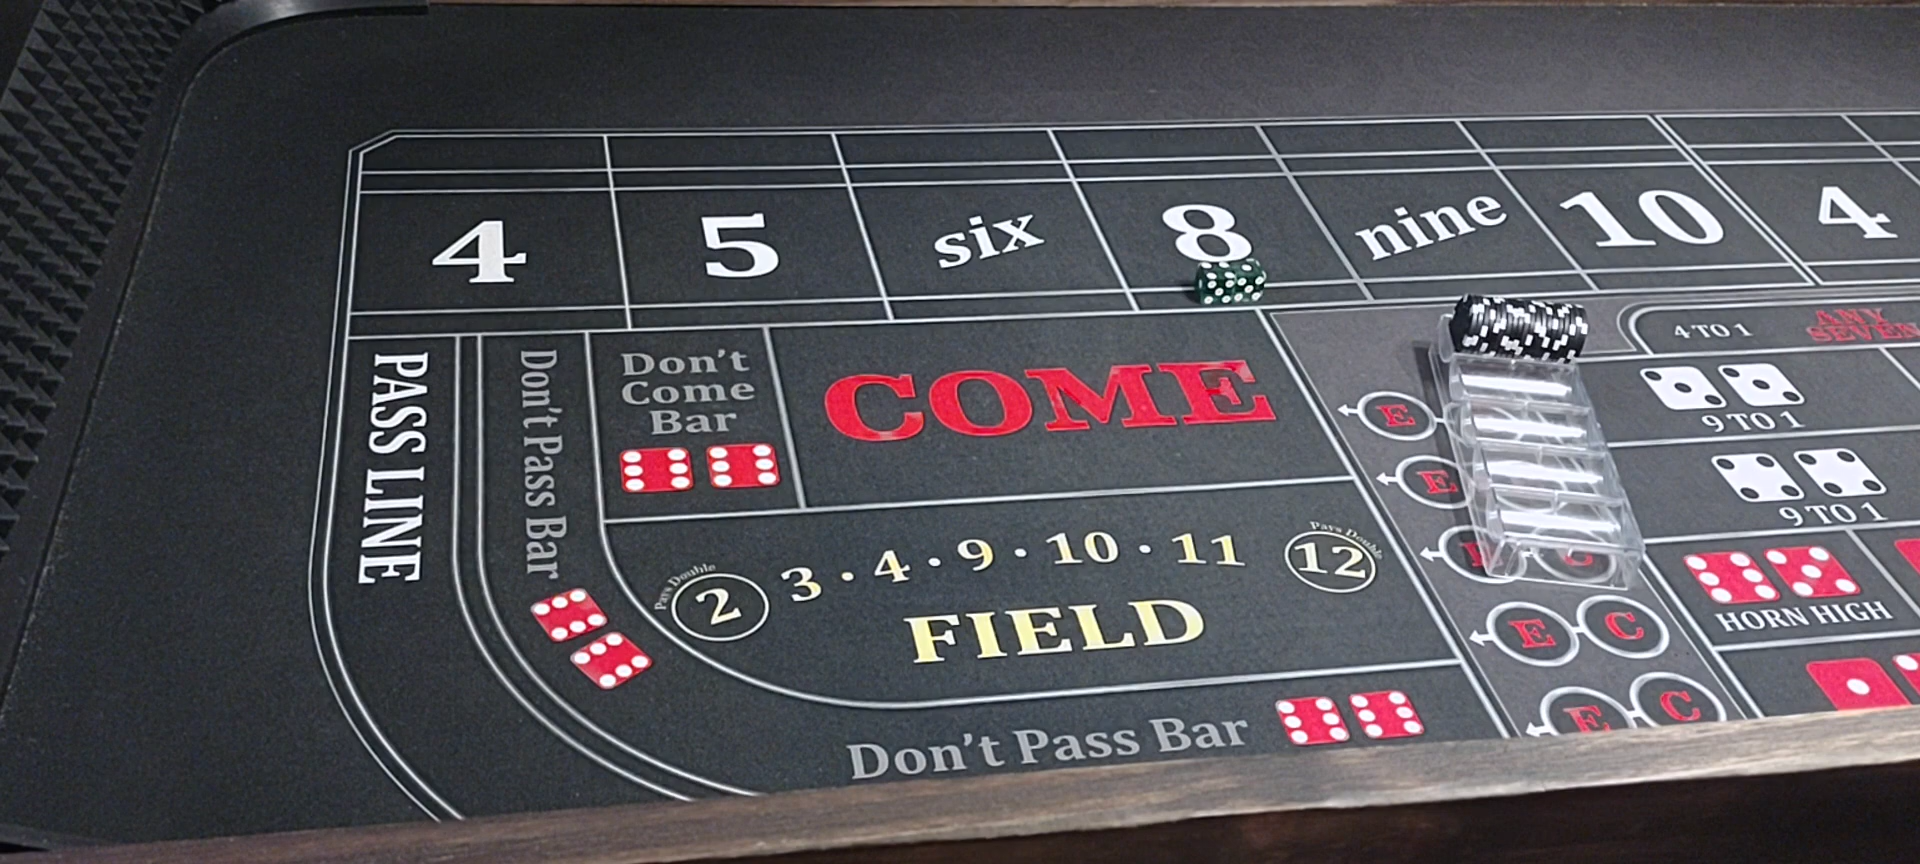 4 5 six 8 nine 10 4
4 TO 1 ANY SEVEN
PASS LINE
Don't Pass Bar
Don't
Come
Bar
COME
9 TO 1
9 TO 1
E
E
Pays Double
2
3 · 4 · 9 · 10 · 11
Pays Double
12
FIELD
C
E C
HORN HIGH
E C
Don't Pass Bar